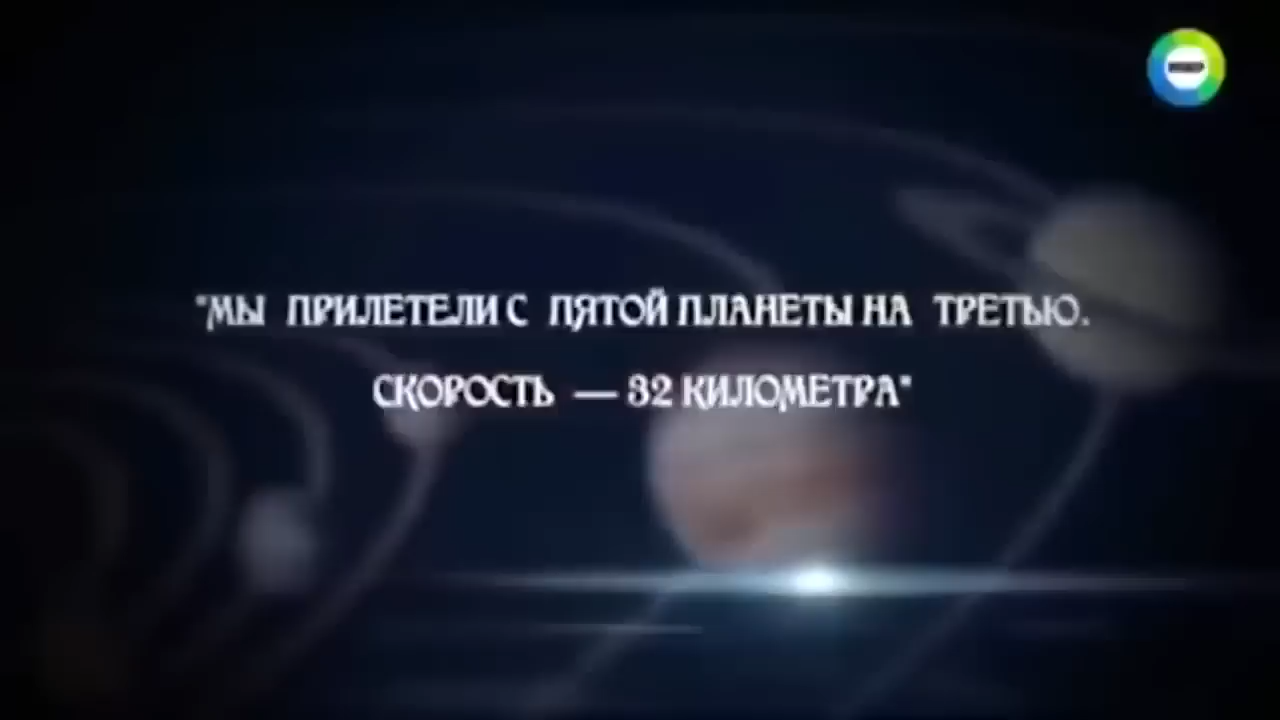 "МЫ ПРИЛЕТЕЛИ С ПЯТОЙ ПЛАНЕТЫ НА ТРЕТЬЮ.
СКОРОСТЬ — 32 КИЛОМЕТРА"